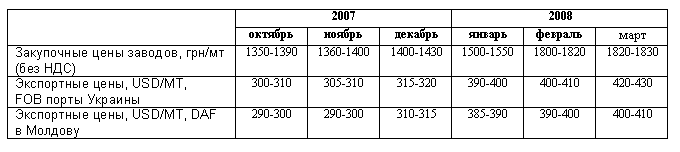 2007 2008
октябрь ноябрь декабрь январь февраль март
Закупочные цены заводов, грн/мт 1350-1390 1360-1400 1400-1430 1500-1550 1800-1820 1820-1830
(без НДС)
Экспортные цены, USD/MT, 300-310 305-310 315-320 390-400 400-410 420-430
FOB порты Украины
Экспортные цены, USD/MT, DAF 290-300 290-300 310-315 385-390 390-400 400-410
в Молдову